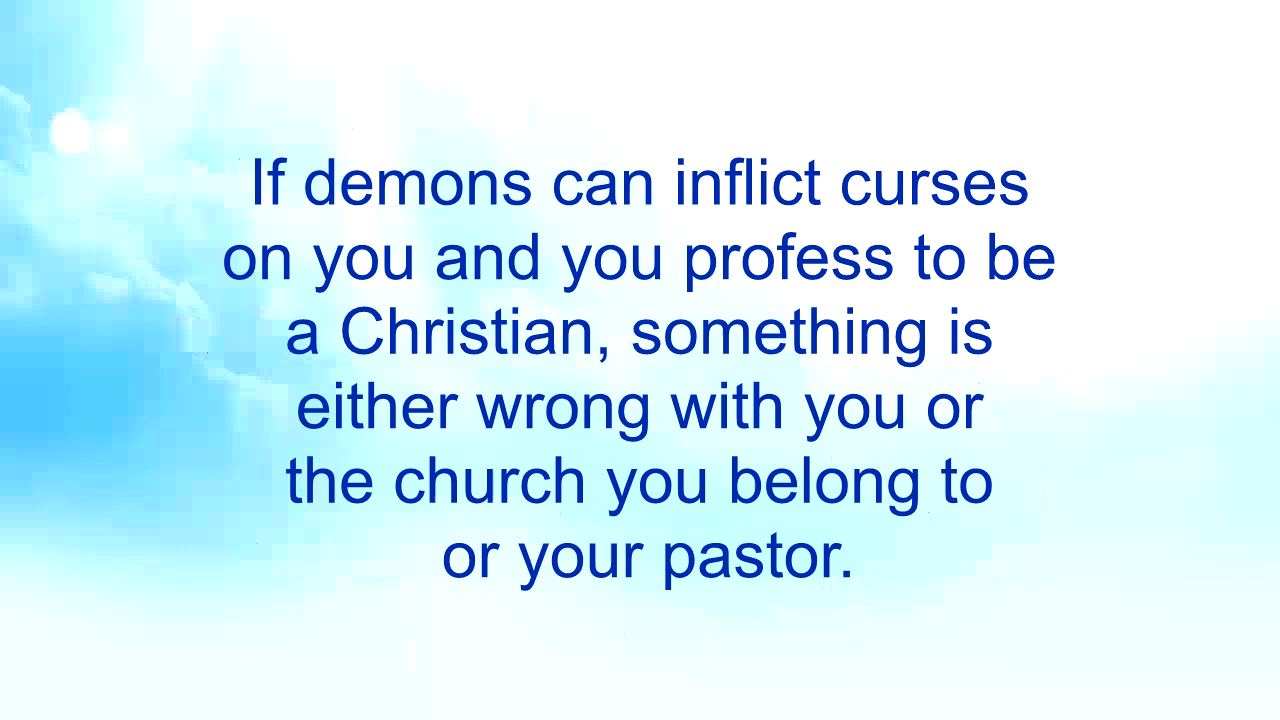 If demons can inflict curses
on you and you profess to be
a Christian, something is
either wrong with you or
the church you belong to
or your pastor.